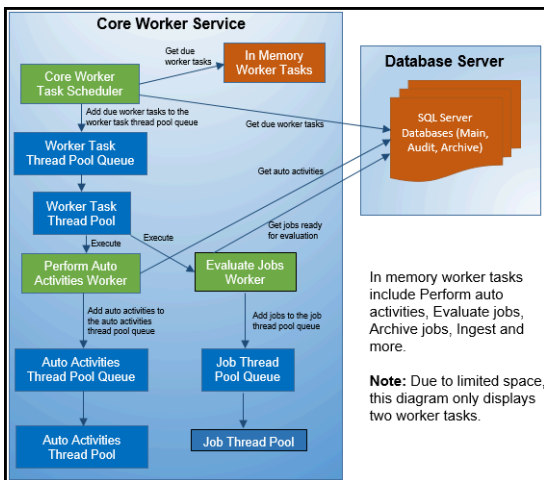 Core Worker Service
Get due
worker tasks
In Memory
Worker Tasks
Core Worker
Task Scheduler
Add due worker tasks to the
worker task thread pool queue
Get due worker tasks
Worker Task
Thread Pool Queue
Get auto activities
Worker Task
Thread Pool
Execute
Execute
Get jobs ready
for evaluation
Perform Auto
Activities Worker
Evaluate Jobs
Worker
Add auto activities to
the auto activities
thread pool queue
Add jobs to the job
thread pool queue
Auto Activities
Thread Pool Queue
Job Thread
Pool Queue
Auto Activities
Thread Pool
Job Thread Pool
Database Server
SQL Server
Databases (Main,
Audit, Archive)
In memory worker tasks
include Perform auto
activities, Evaluate jobs,
Archive jobs, Ingest and
more.
Note: Due to limited space,
this diagram only displays
two worker tasks.